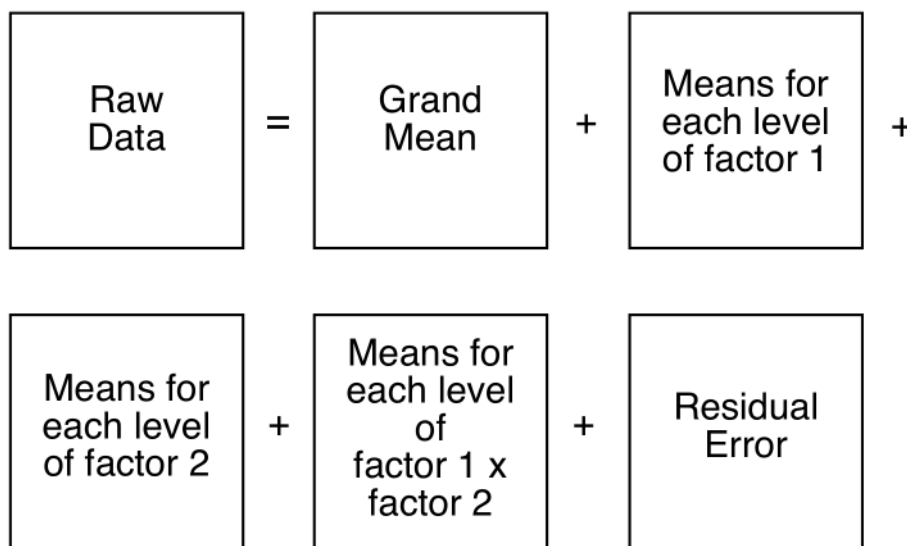 Raw
Data
=
Grand
Mean
+
Means for
each level
of factor 1
+
Means for
each level
of factor 2
+
Means for
each level
of
factor 1 x
factor 2
+
Residual
Error